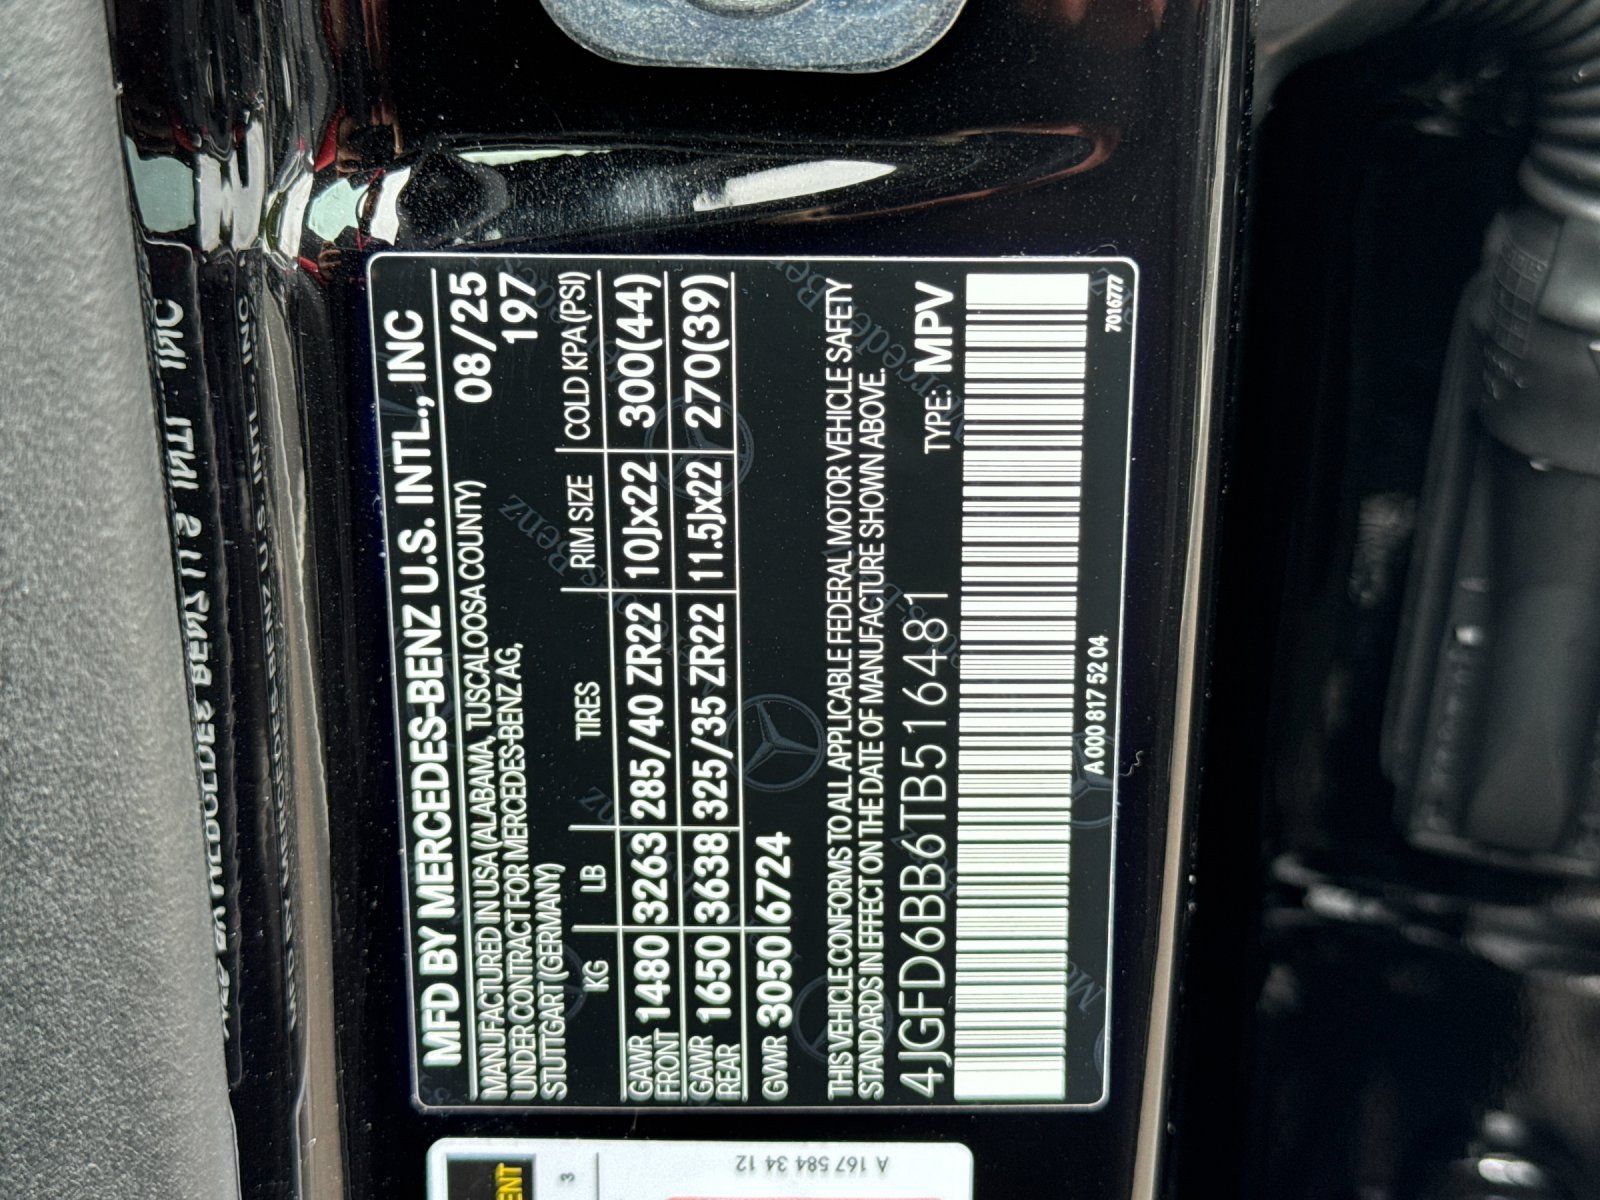 MFD BY MERCEDES-BENZ U.S. INTL., INC
MANUFACTURED IN USA (ALABAMA, TUSCALOOSA COUNTY) 08/25
UNDER CONTRACT FOR MERCEDES-BENZ AG, 197
STUTTGART (GERMANY)
KG LB TIRES RIM SIZE COLD KPA (PSI)
GAWR FRONT 1480 3263 285/40 ZR22 10Jx22 300(44)
GAWR REAR 1650 3638 325/35 ZR22 11.5Jx22 270(39)
GVWR 3050 6724
THIS VEHICLE CONFORMS TO ALL APPLICABLE FEDERAL MOTOR VEHICLE SAFETY
STANDARDS IN EFFECT ON THE DATE OF MANUFACTURE SHOWN ABOVE.
4JGFD6BB6TB516481 TYPE: MPV
A 000 817 52 04 7016777
A 167 584 34 12
3